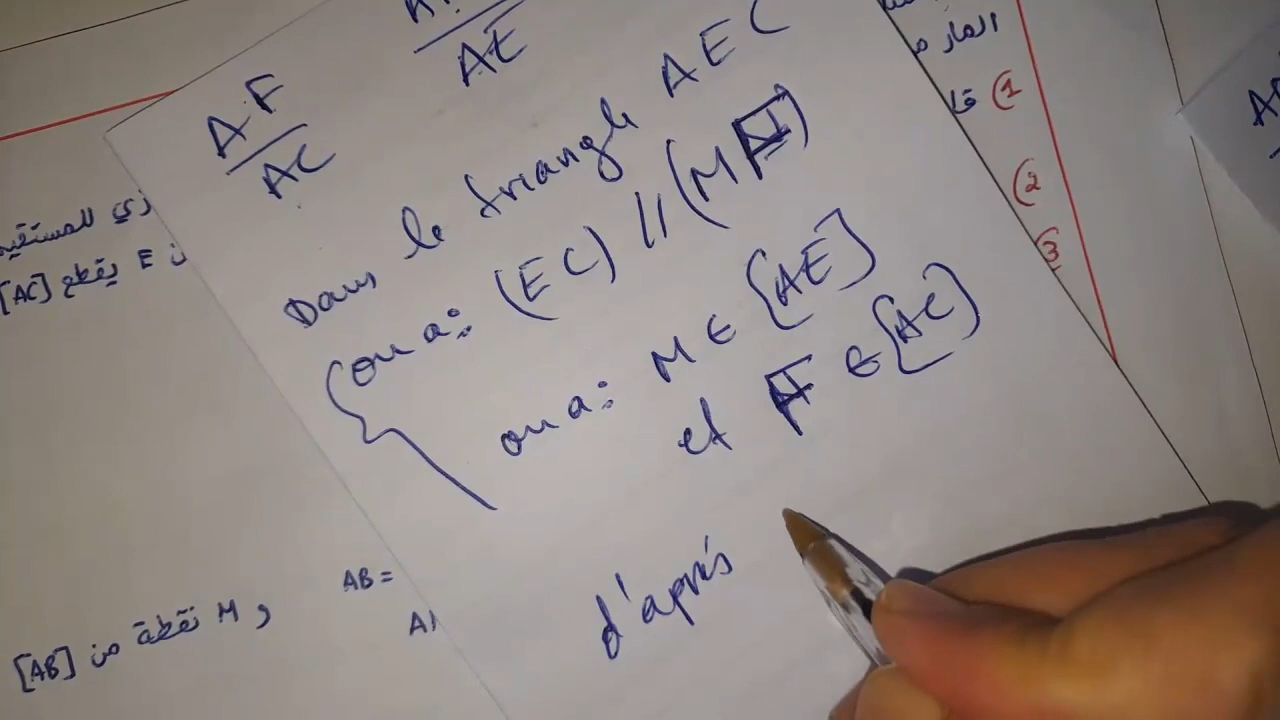 AE
AF
AC
Dans le triangle AEC
on a: (EC) // (MF)
on a: M ∈ [AE]
et F ∈ [AC]
d'après
المار
(1
(2
(3
زي للمستقيم
E يقطع [AC]
AB =
و M نقطة من [AB]